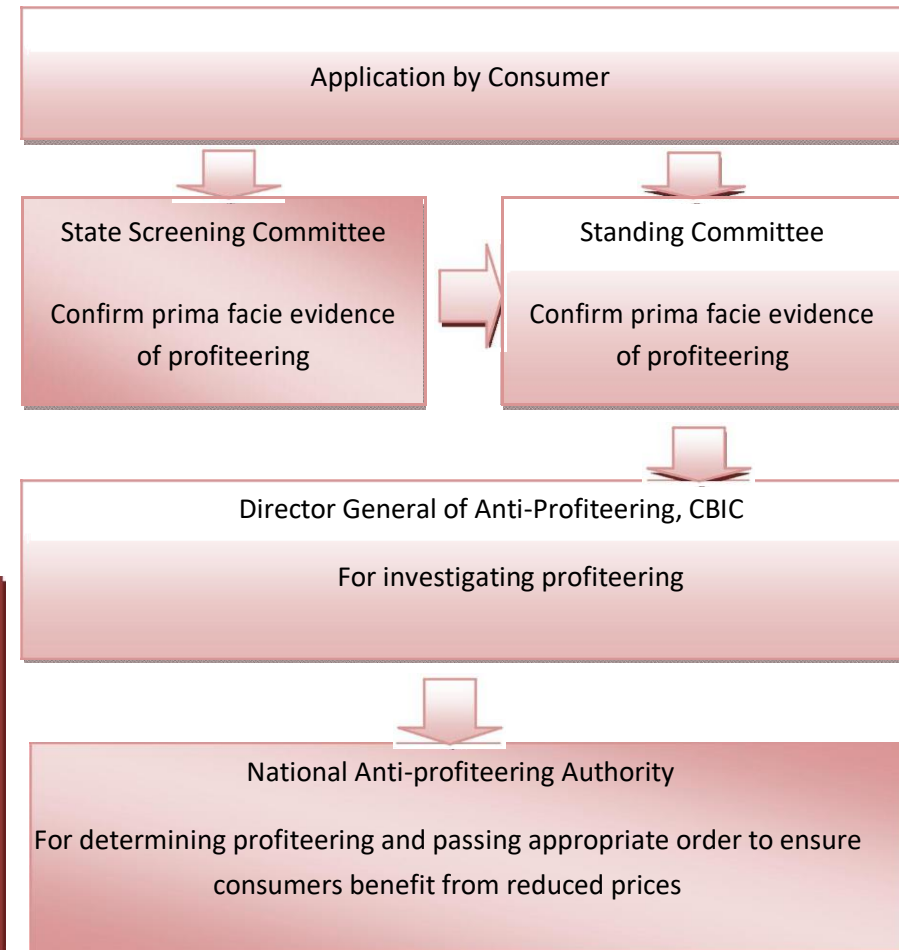 Application by Consumer
State Screening Committee
Confirm prima facie evidence
of profiteering
Standing Committee
Confirm prima facie evidence
of profiteering
Director General of Anti-Profiteering, CBIC
For investigating profiteering
National Anti-profiteering Authority
For determining profiteering and passing appropriate order to ensure
consumers benefit from reduced prices